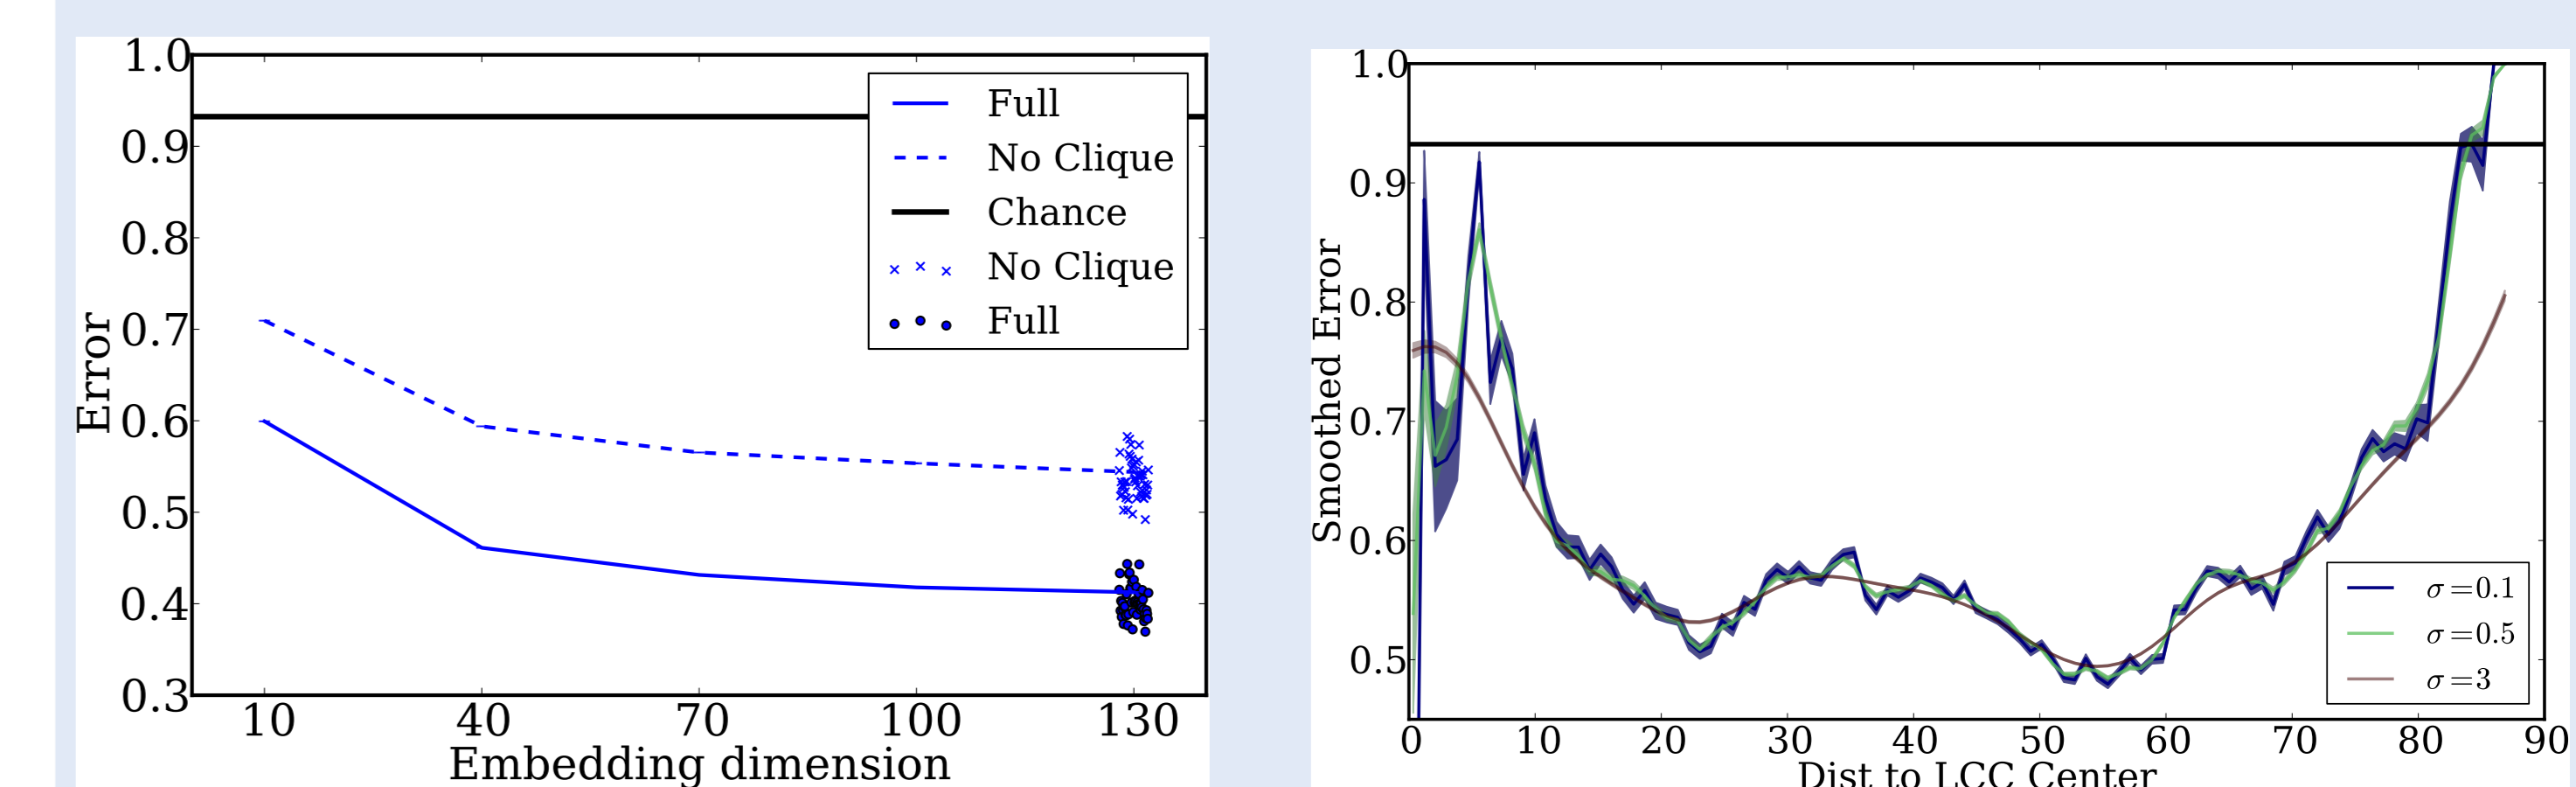 1.0
0.9
0.8
0.7
0.6
0.5
0.4
0.3
Error
10 40 70 100 130
Embedding dimension
Full
No Clique
Chance
No Clique
Full
1.0
0.9
0.8
0.7
0.6
0.5
Smoothed Error
0 10 20 30 40 50 60 70 80 90
Dist to LCC Center
σ=0.1
σ=0.5
σ=3